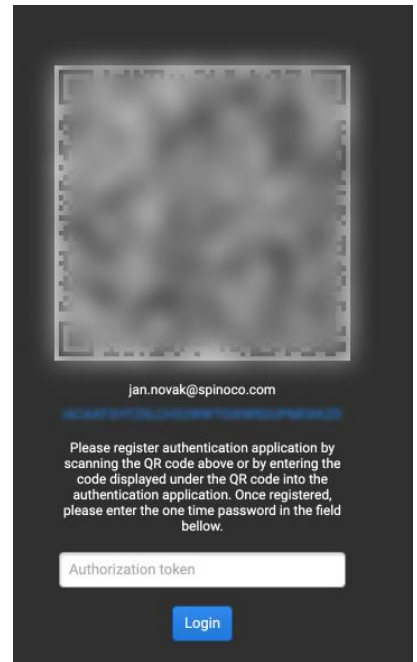 jan.novak@spinoco.com
Please register authentication application by
scanning the QR code above or by entering the
code displayed under the QR code into the
authentication application. Once registered,
please enter the one time password in the field
bellow.
Authorization token
Login